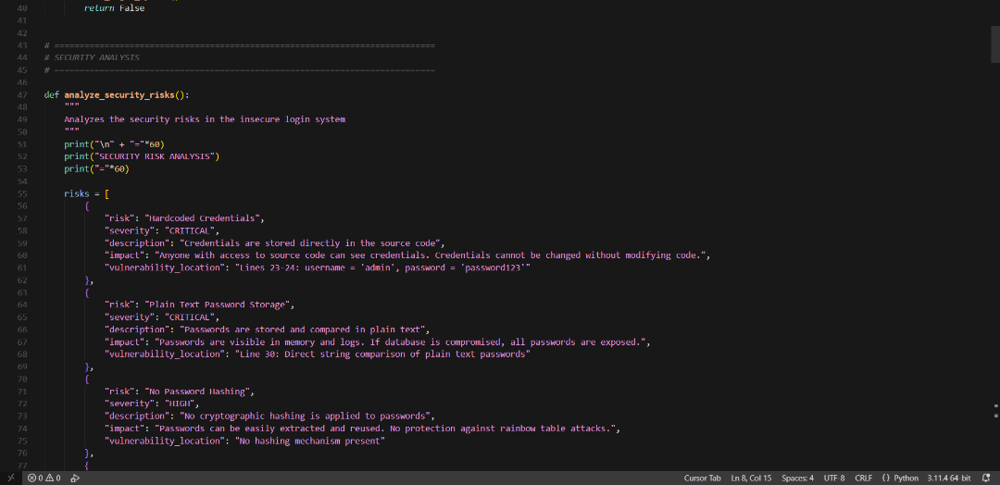 40 return False
41
42
43 # ============================================================================
44 # SECURITY ANALYSIS
45 # ============================================================================
46
47 def analyze_security_risks():
48 """
49 Analyzes the security risks in the insecure login system
50 """
51 print("\n" + "="*60)
52 print("SECURITY RISK ANALYSIS")
53 print("="*60)
54
55 risks = [
56 {
57 "risk": "Hardcoded Credentials",
58 "severity": "CRITICAL",
59 "description": "Credentials are stored directly in the source code",
60 "impact": "Anyone with access to source code can see credentials. Credentials cannot be changed without modifying code.",
61 "vulnerability_location": "Lines 23-24: username = 'admin', password = 'password123'"
62 },
63 {
64 "risk": "Plain Text Password Storage",
65 "severity": "CRITICAL",
66 "description": "Passwords are stored and compared in plain text",
67 "impact": "Passwords are visible in memory and logs. If database is compromised, all passwords are exposed.",
68 "vulnerability_location": "Line 30: Direct string comparison of plain text passwords"
69 },
70 {
71 "risk": "No Password Hashing",
72 "severity": "HIGH",
73 "description": "No cryptographic hashing is applied to passwords",
74 "impact": "Passwords can be easily extracted and reused. No protection against rainbow table attacks.",
75 "vulnerability_location": "No hashing mechanism present"
76 },
77 {
0 0 Cursor Tab Ln 8, Col 15 Spaces: 4 UTF-8 CRLF {} Python 3.11.4 64-bit